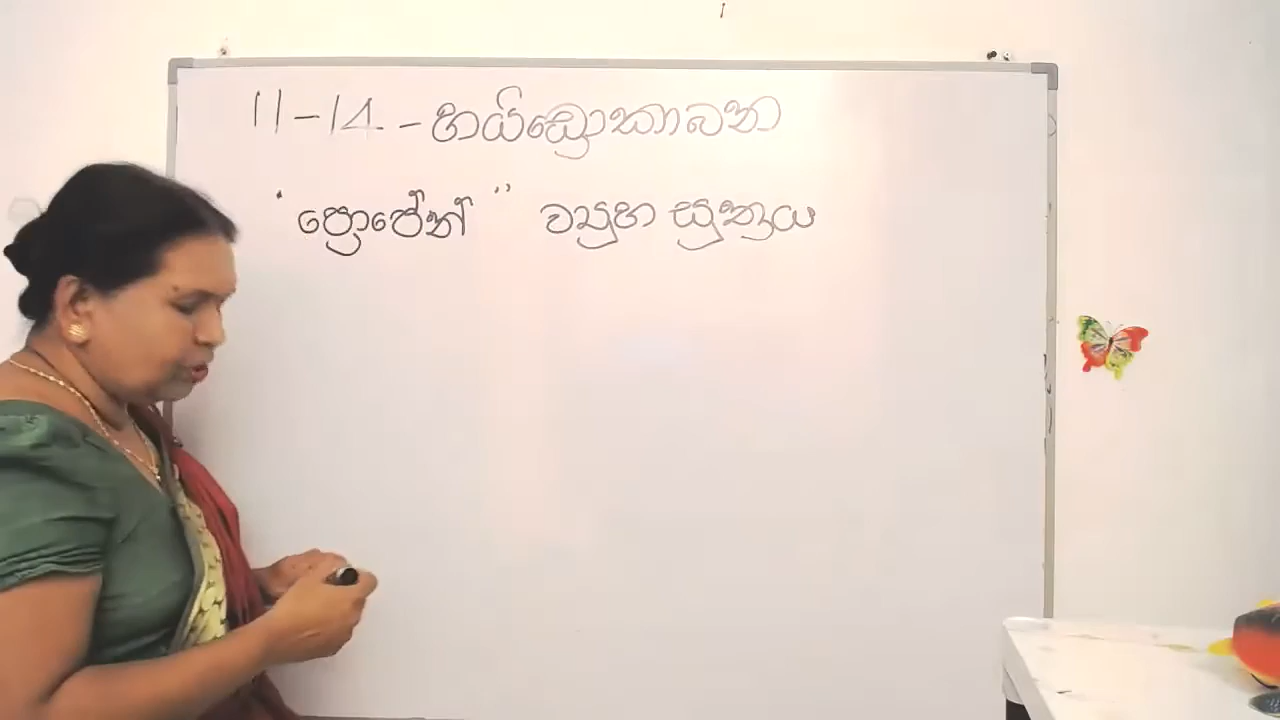 11-14-හයිඩ්‍රොකාබන
‘ප්‍රොපේන්’’ ව්‍යුහ සූත්‍රය